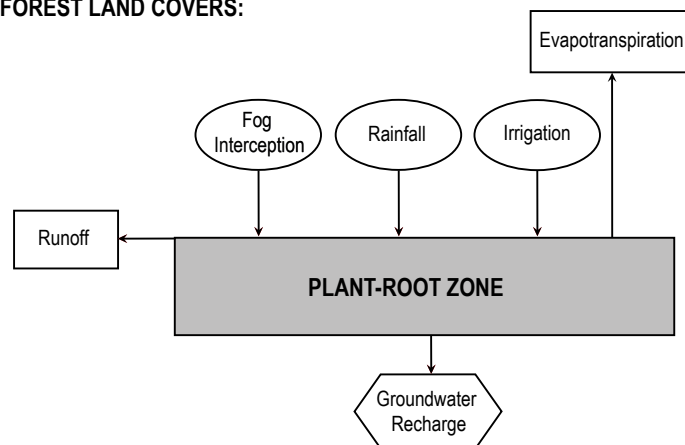 FOREST LAND COVERS:
Evapotranspiration
Fog
Interception
Rainfall
Irrigation
Runoff
PLANT-ROOT ZONE
Groundwater
Recharge